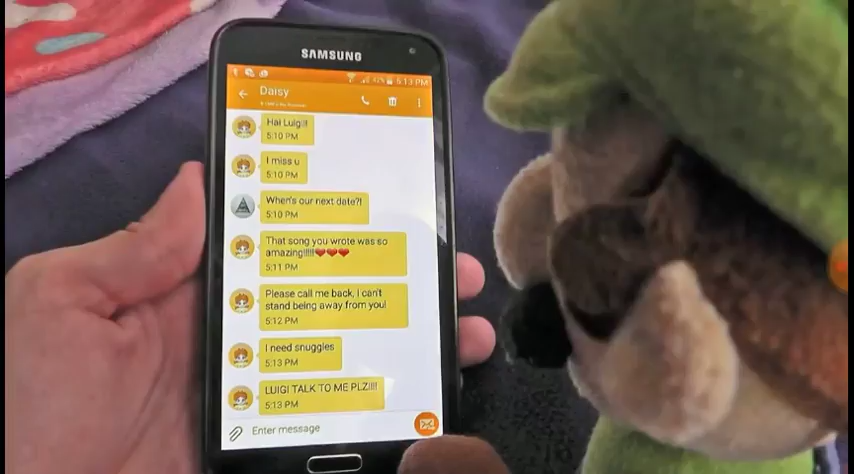 SAMSUNG
5:13 PM
Daisy
Hai Luigi!!
5:10 PM
I miss u
5:10 PM
When's our next date?!
5:10 PM
That song you wrote was so
amazing!!!!!❤❤❤
5:11 PM
Please call me back, I can't
stand being away from you!
5:12 PM
I need snuggles
5:13 PM
LUIGI TALK TO ME PLZ!!!!
5:13 PM
Enter message